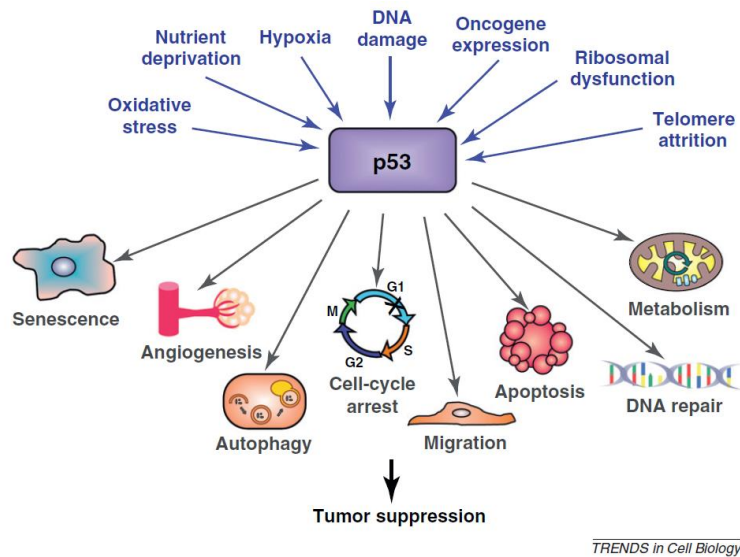 DNA
damage
Nutrient
deprivation
Hypoxia
Oncogene
expression
Ribosomal
dysfunction
Oxidative
stress
Telomere
attrition
p53
Senescence
Angiogenesis
Autophagy
G1
M
S
G2
Cell-cycle
arrest
Migration
Apoptosis
Metabolism
DNA repair
Tumor suppression
TRENDS in Cell Biology